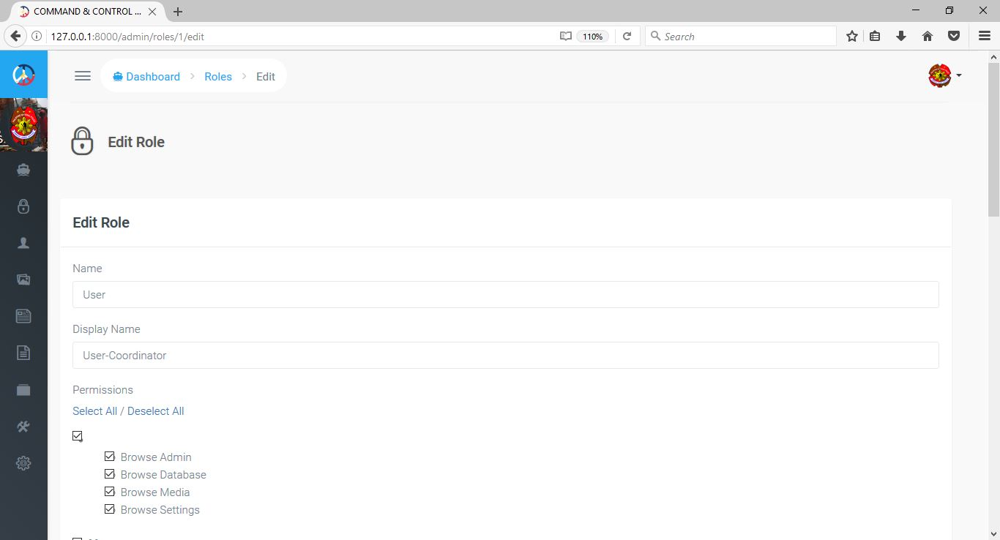 COMMAND & CONTROL ...
127.0.0.1:8000/admin/roles/1/edit
110%
Search
Dashboard
Roles
Edit
Edit Role
Edit Role
Name
User
Display Name
User-Coordinator
Permissions
Select All / Deselect All
Browse Admin
Browse Database
Browse Media
Browse Settings